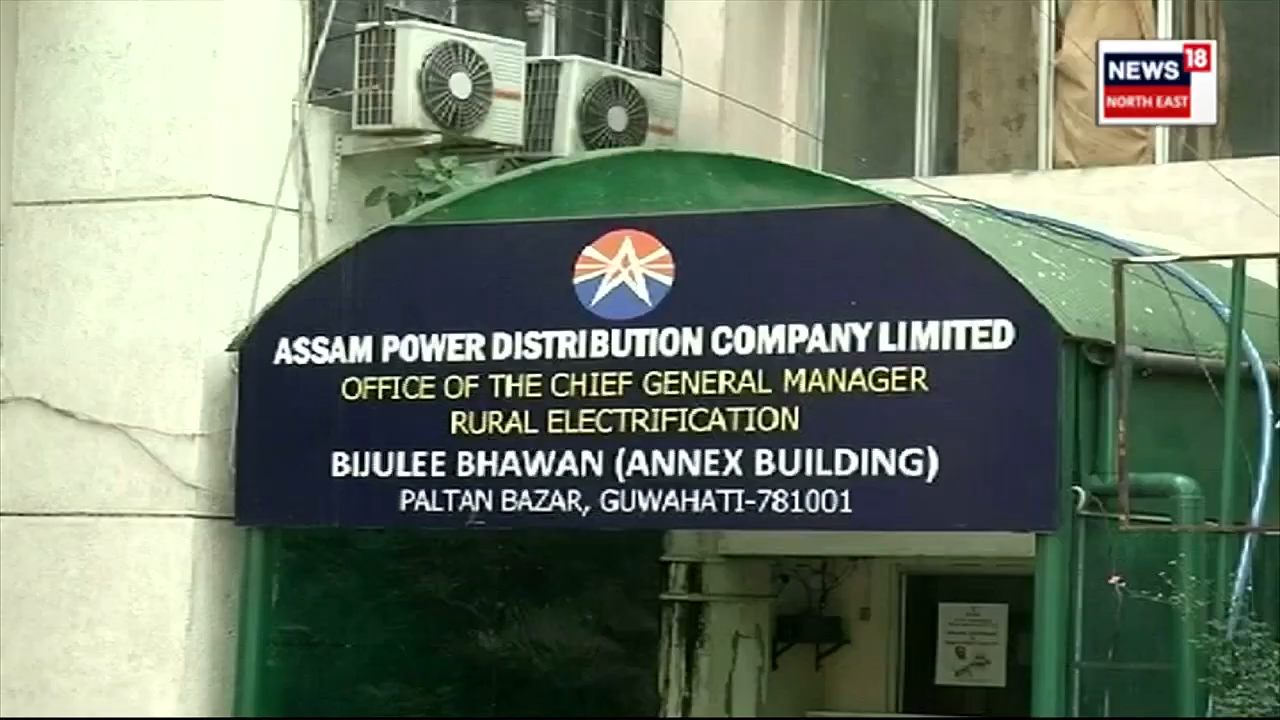 NEWS 18
NORTH EAST
ASSAM POWER DISTRIBUTION COMPANY LIMITED
OFFICE OF THE CHIEF GENERAL MANAGER
RURAL ELECTRIFICATION
BIJULEE BHAWAN (ANNEX BUILDING)
PALTAN BAZAR, GUWAHATI-781001